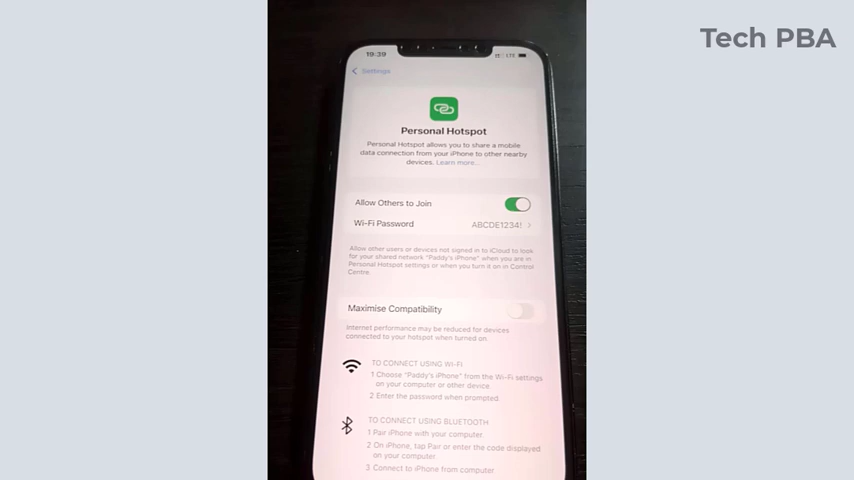 Tech PBA
19:39
LTE
Settings
Personal Hotspot
Personal Hotspot allows you to share a mobile
data connection from your iPhone to other nearby
devices. Learn more...
Allow Others to Join
Wi-Fi Password ABCDE1234!
Allow other users or devices not signed in to iCloud to look
for your shared network "Paddy's iPhone" when you are in
Personal Hotspot settings or when you turn it on in Control
Centre.
Maximise Compatibility
Internet performance may be reduced for devices
connected to your hotspot when turned on.
TO CONNECT USING WI-FI
1 Choose "Paddy's iPhone" from the Wi-Fi settings
on your computer or other device.
2 Enter the password when prompted.
TO CONNECT USING BLUETOOTH
1 Pair iPhone with your computer.
2 On iPhone, tap Pair or enter the code displayed
on your computer.
3 Connect to iPhone from computer.